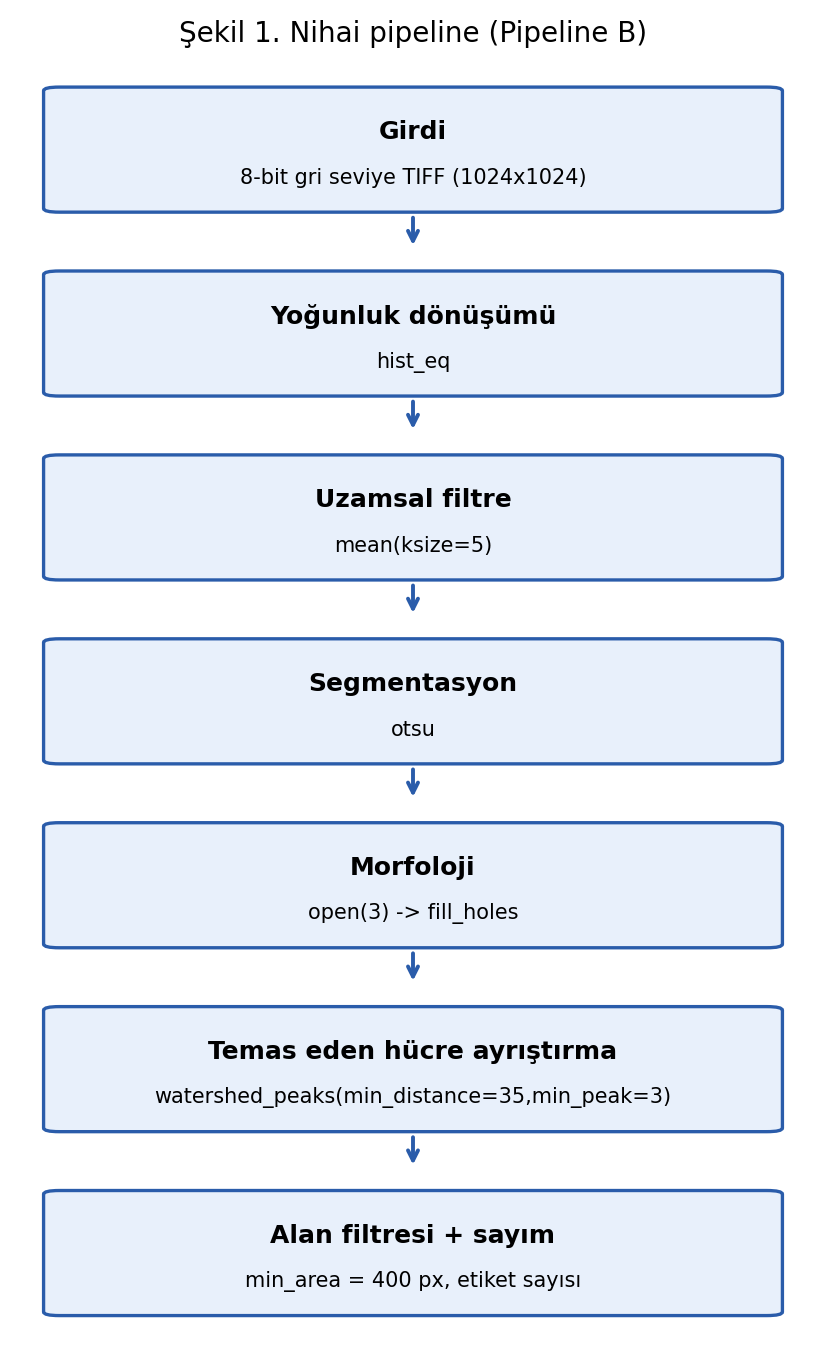 Şekil 1. Nihai pipeline (Pipeline B)
Girdi
8-bit gri seviye TIFF (1024x1024)
Yoğunluk dönüşümü
hist_eq
Uzamsal filtre
mean(ksize=5)
Segmentasyon
otsu
Morfoloji
open(3) -> fill_holes
Temas eden hücre ayrıştırma
watershed_peaks(min_distance=35,min_peak=3)
Alan filtresi + sayım
min_area = 400 px, etiket sayısı